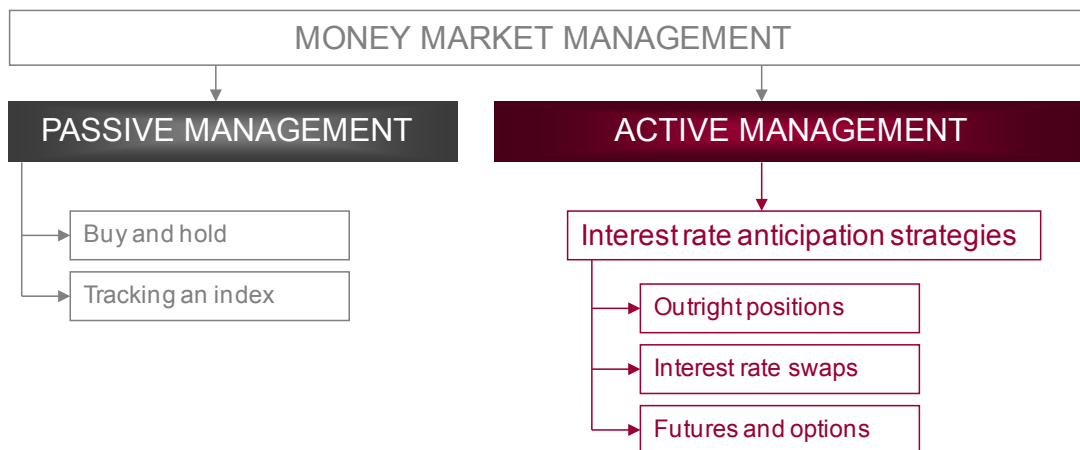 MONEY MARKET MANAGEMENT
PASSIVE MANAGEMENT
ACTIVE MANAGEMENT
Buy and hold
Tracking an index
Interest rate anticipation strategies
Outright positions
Interest rate swaps
Futures and options